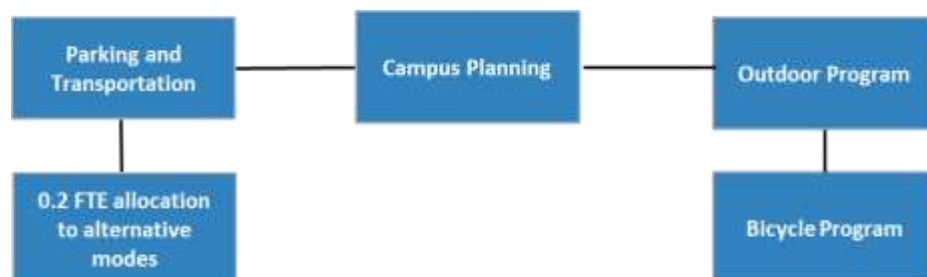 Parking and
Transportation
Campus Planning
Outdoor Program
0.2 FTE allocation
to alternative
modes
Bicycle Program